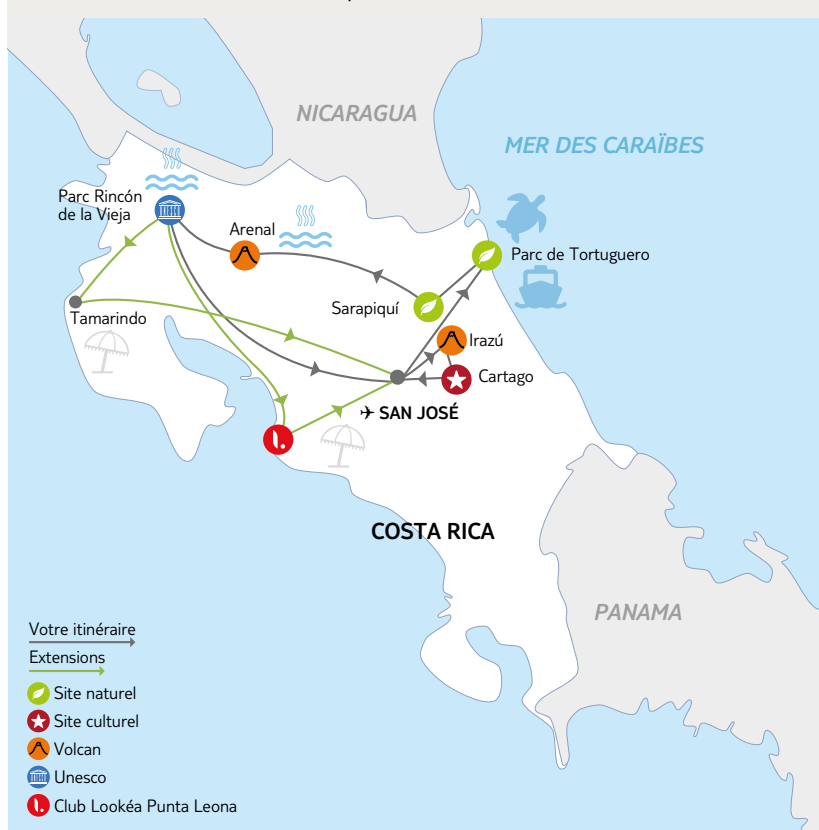 NICARAGUA
MER DES CARAÏBES
Parc Rincón
de la Vieja
Arenal
Parc de Tortuguero
Sarapiquí
Tamarindo
Irazú
Cartago
SAN JOSÉ
COSTA RICA
PANAMA
Votre itinéraire
Extensions
Site naturel
Site culturel
Volcan
Unesco
Club Lookéa Punta Leona